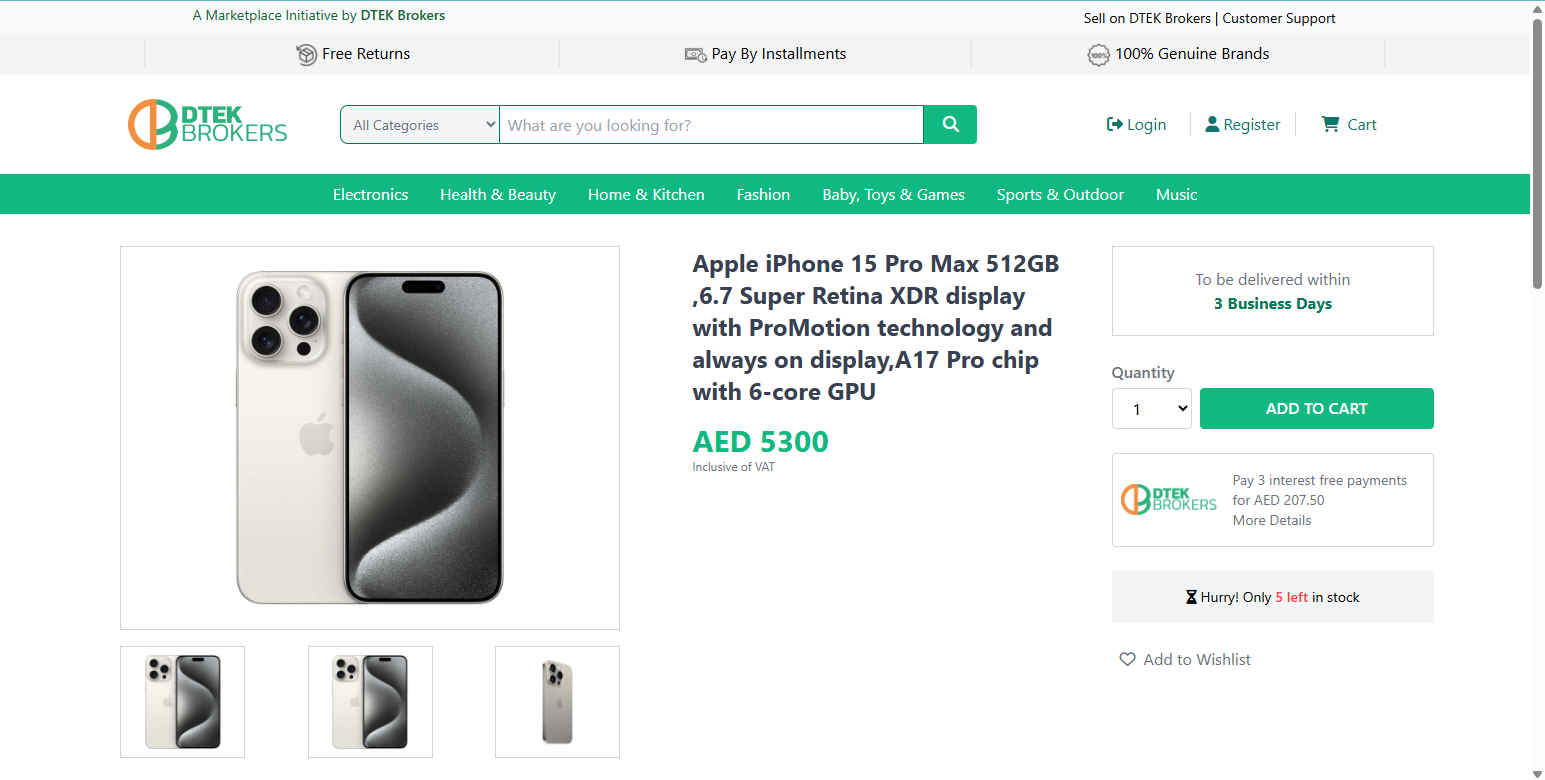 A Marketplace Initiative by DTEK Brokers
Sell on DTEK Brokers | Customer Support
Free Returns
Pay By Installments
100% 100% Genuine Brands
DTEK
BROKERS
All Categories
What are you looking for?
Login
Register
Cart
Electronics
Health & Beauty
Home & Kitchen
Fashion
Baby, Toys & Games
Sports & Outdoor
Music
Apple iPhone 15 Pro Max 512GB
,6.7 Super Retina XDR display
with ProMotion technology and
always on display,A17 Pro chip
with 6-core GPU
AED 5300
Inclusive of VAT
To be delivered within
3 Business Days
Quantity
1
ADD TO CART
DTEK
BROKERS
Pay 3 interest free payments
for AED 207.50
More Details
Hurry! Only 5 left in stock
Add to Wishlist